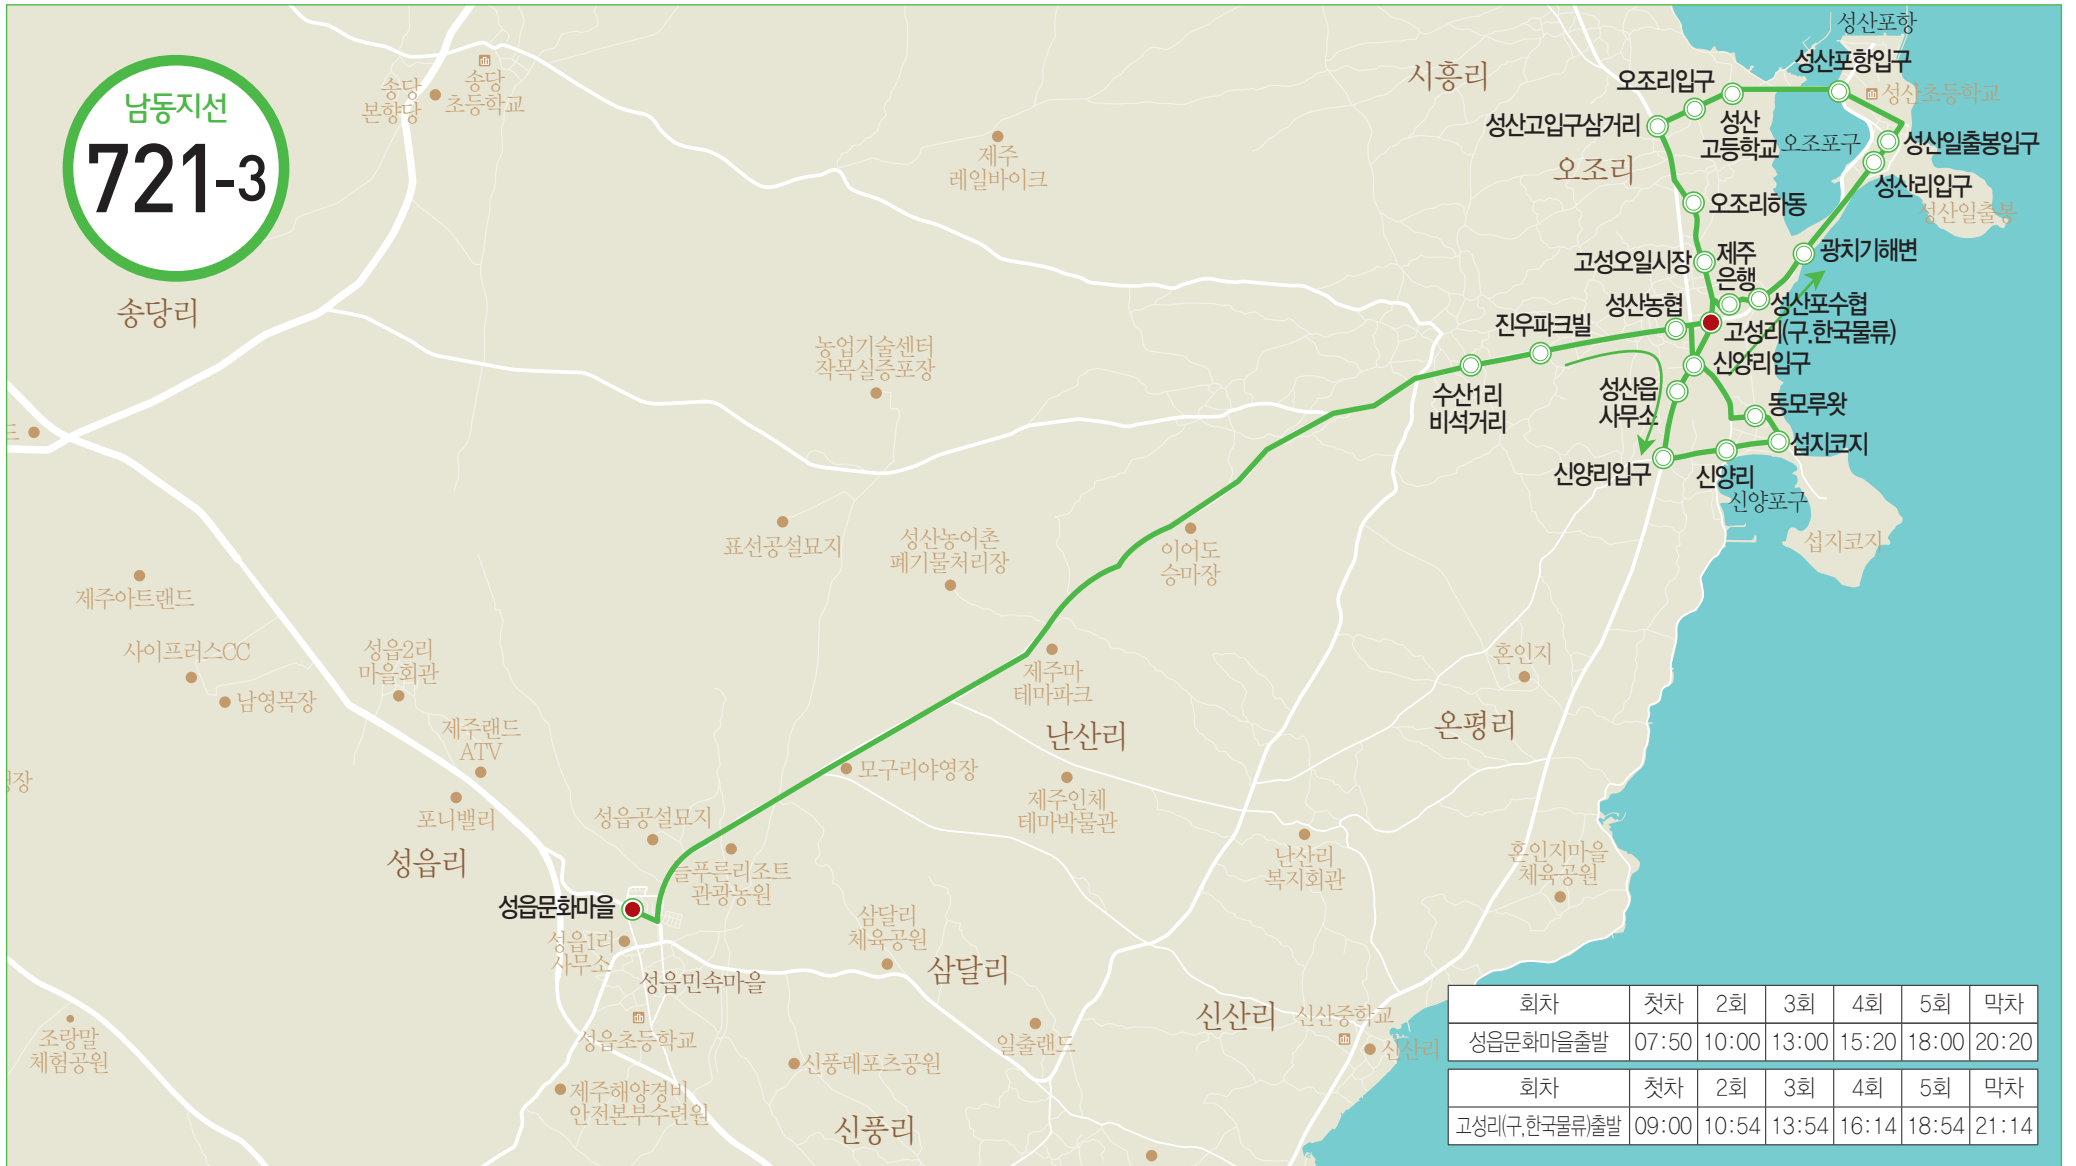 남동지선
721-3
성산포항
성산포항입구
성산초등학교
시흥리
오조리입구
성산고입구삼거리
성산
고등학교
오조포구
성산일출봉입구
성산리입구
성산일출봉
오조리
오조리하동
송당
본향당
송당
초등학교
제주
레일바이크
광치기해변
고성오일시장
제주
은행
성산농협
성산포수협
고성리(구.한국물류)
진우파크빌
신양리입구
수산1리
비석거리
성산읍
사무소
동모루왓
섭지코지
신양리입구
신양리
신양포구
섭지코지
송당리
농업기술센터
작목실증포장
표선공설묘지
성산농어촌
폐기물처리장
이어도
승마장
제주아트랜드
사이프러스CC
남영목장
성읍2리
마을회관
제주랜드
ATV
포니밸리
제주마
테마파크
혼인지
난산리
온평리
모구리야영장
제주인체
테마박물관
성읍공설묘지
성읍리
늘푸른리조트
관광농원
난산리
복지회관
혼인지마을
체육공원
성읍문화마을
성읍1리
사무소
삼달리
체육공원
삼달리
성읍민속마을
성읍초등학교
신산리
신산중학교
신산리
일출랜드
조랑말
체험공원
신풍레포츠공원
제주해양경비
안전본부수련원
신풍리
회차 첫차 2회 3회 4회 5회 막차
성읍문화마을출발 07:50 10:00 13:00 15:20 18:00 20:20
회차 첫차 2회 3회 4회 5회 막차
고성리(구,한국물류)출발 09:00 10:54 13:54 16:14 18:54 21:14